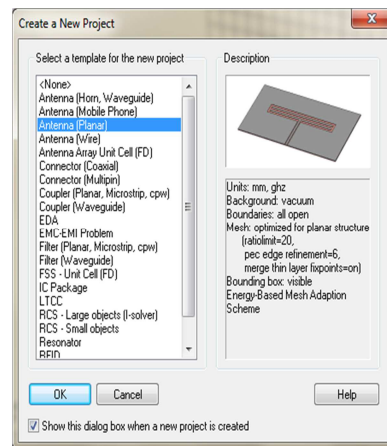 Create a New Project
Select a template for the new project
<None>
Antenna (Horn, Waveguide)
Antenna (Mobile Phone)
Antenna (Planar)
Antenna (Wire)
Antenna Array Unit Cell (FD)
Connector (Coaxial)
Connector (Multipin)
Coupler (Planar, Microstrip, cpw)
Coupler (Waveguide)
EDA
EMC-EMI Problem
Filter (Planar, Microstrip, cpw)
Filter (Waveguide)
FSS - Unit Cell (FD)
IC Package
LTCC
RCS - Large objects (I-solver)
RCS - Small objects
Resonator
RFID
Description
Units: mm, ghz
Background: vacuum
Boundaries: all open
Mesh: optimized for planar structure
(ratiolimit=20,
pec edge refinement=6,
merge thin layer fixpoints=on)
Bounding box: visible
Energy-Based Mesh Adaption
Scheme
OK
Cancel
Help
Show this dialog box when a new project is created